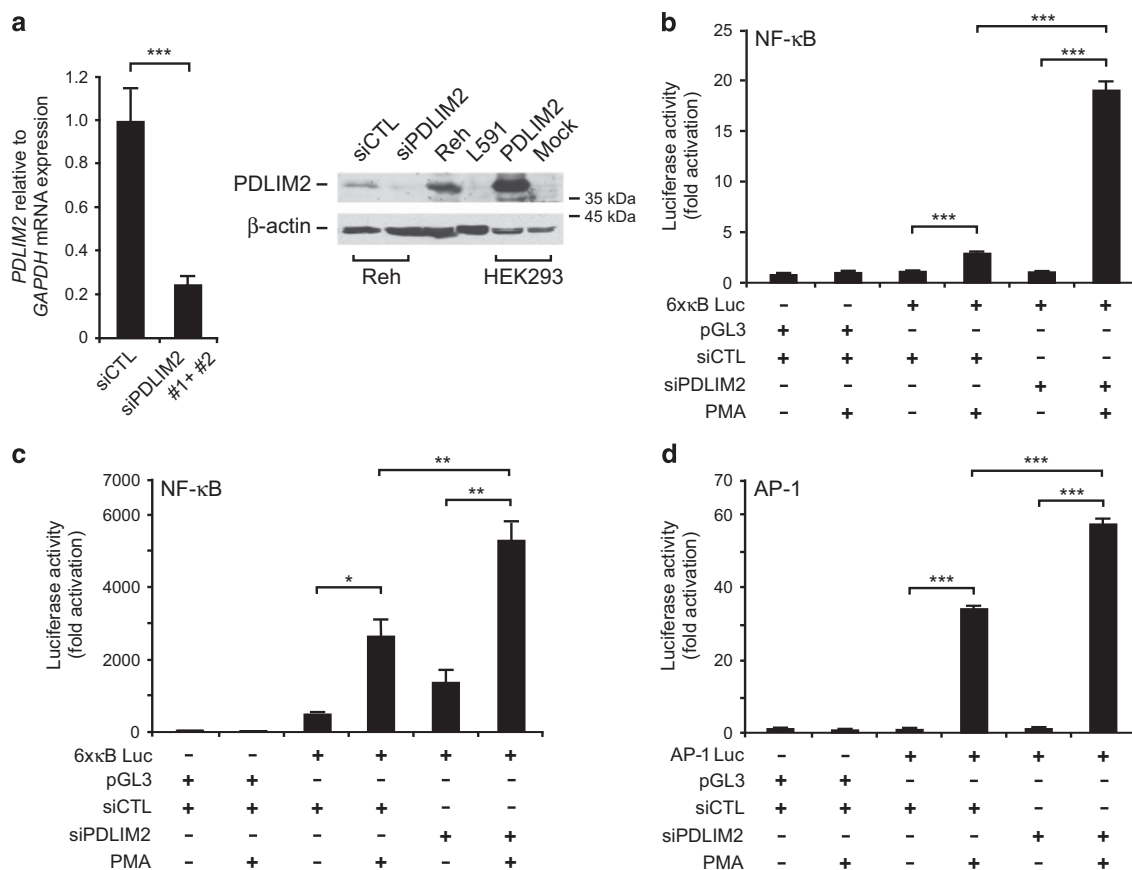 a
***
1.2
1.0
0.8
0.6
0.4
0.2
0
PDLIM2 relative to
GAPDH mRNA expression
siCTL
siPDLIM2
#1+ #2
siCTL
siPDLIM2
Reh
L591
PDLIM2
Mock
PDLIM2 –
35 kDa
45 kDa
β-actin –
Reh
HEK293
b
NF-κB
***
***
***
25
20
15
10
5
0
Luciferase activity
(fold activation)
6xκB Luc – – + + + +
pGL3 + + – – – –
siCTL + + + + – –
siPDLIM2 – – – – + +
PMA – + – + – +
c
NF-κB
**
**
*
7000
6000
4000
2000
0
Luciferase activity
(fold activation)
6xκB Luc – – + + + +
pGL3 + + – – – –
siCTL + + + + – –
siPDLIM2 – – – – + +
PMA – + – + – +
d
AP-1
***
***
***
70
60
40
20
0
Luciferase activity
(fold activation)
AP-1 Luc – – + + + +
pGL3 + + – – – –
siCTL + + + + – –
siPDLIM2 – – – – + +
PMA – + – + – +